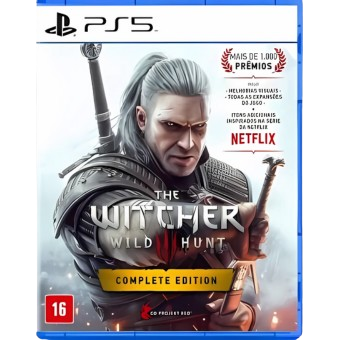 PS5
MAIS DE 1.000
PRÊMIOS
INCLUI
- MELHORIAS VISUAIS -
- TODAS AS EXPANSÕES
DO JOGO -
+
ITENS ADICIONAIS
INSPIRADOS NA SÉRIE
DA NETFLIX
NETFLIX
THE
WITCHER
WILD HUNT
COMPLETE EDITION
16
CD PROJEKT RED